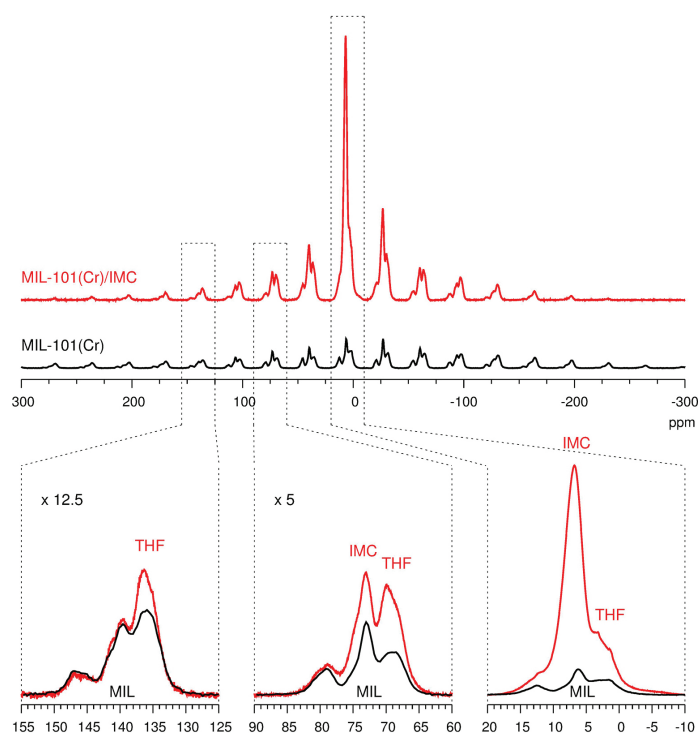 MIL-101(Cr)/IMC
MIL-101(Cr)
300 200 100 0 -100 -200 -300
ppm
IMC
x 12.5
x 5
THF
IMC
THF
THF
MIL
MIL
MIL
155 150 145 140 135 130 125
90 85 80 75 70 65 60
20 15 10 5 0 -5 -10